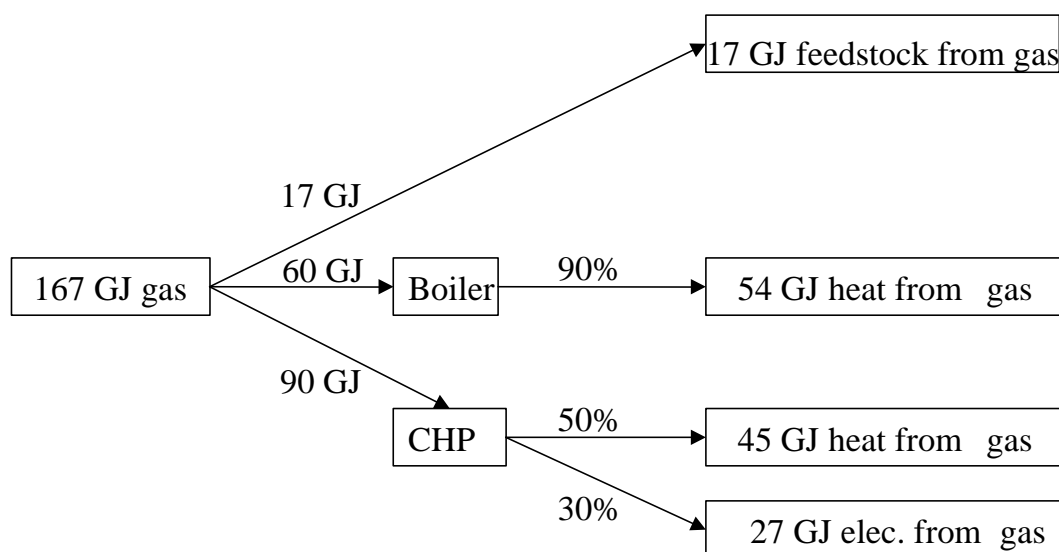 17 GJ feedstock from gas
17 GJ
167 GJ gas
60 GJ
Boiler
90%
54 GJ heat from gas
90 GJ
CHP
50%
45 GJ heat from gas
30%
27 GJ elec. from gas